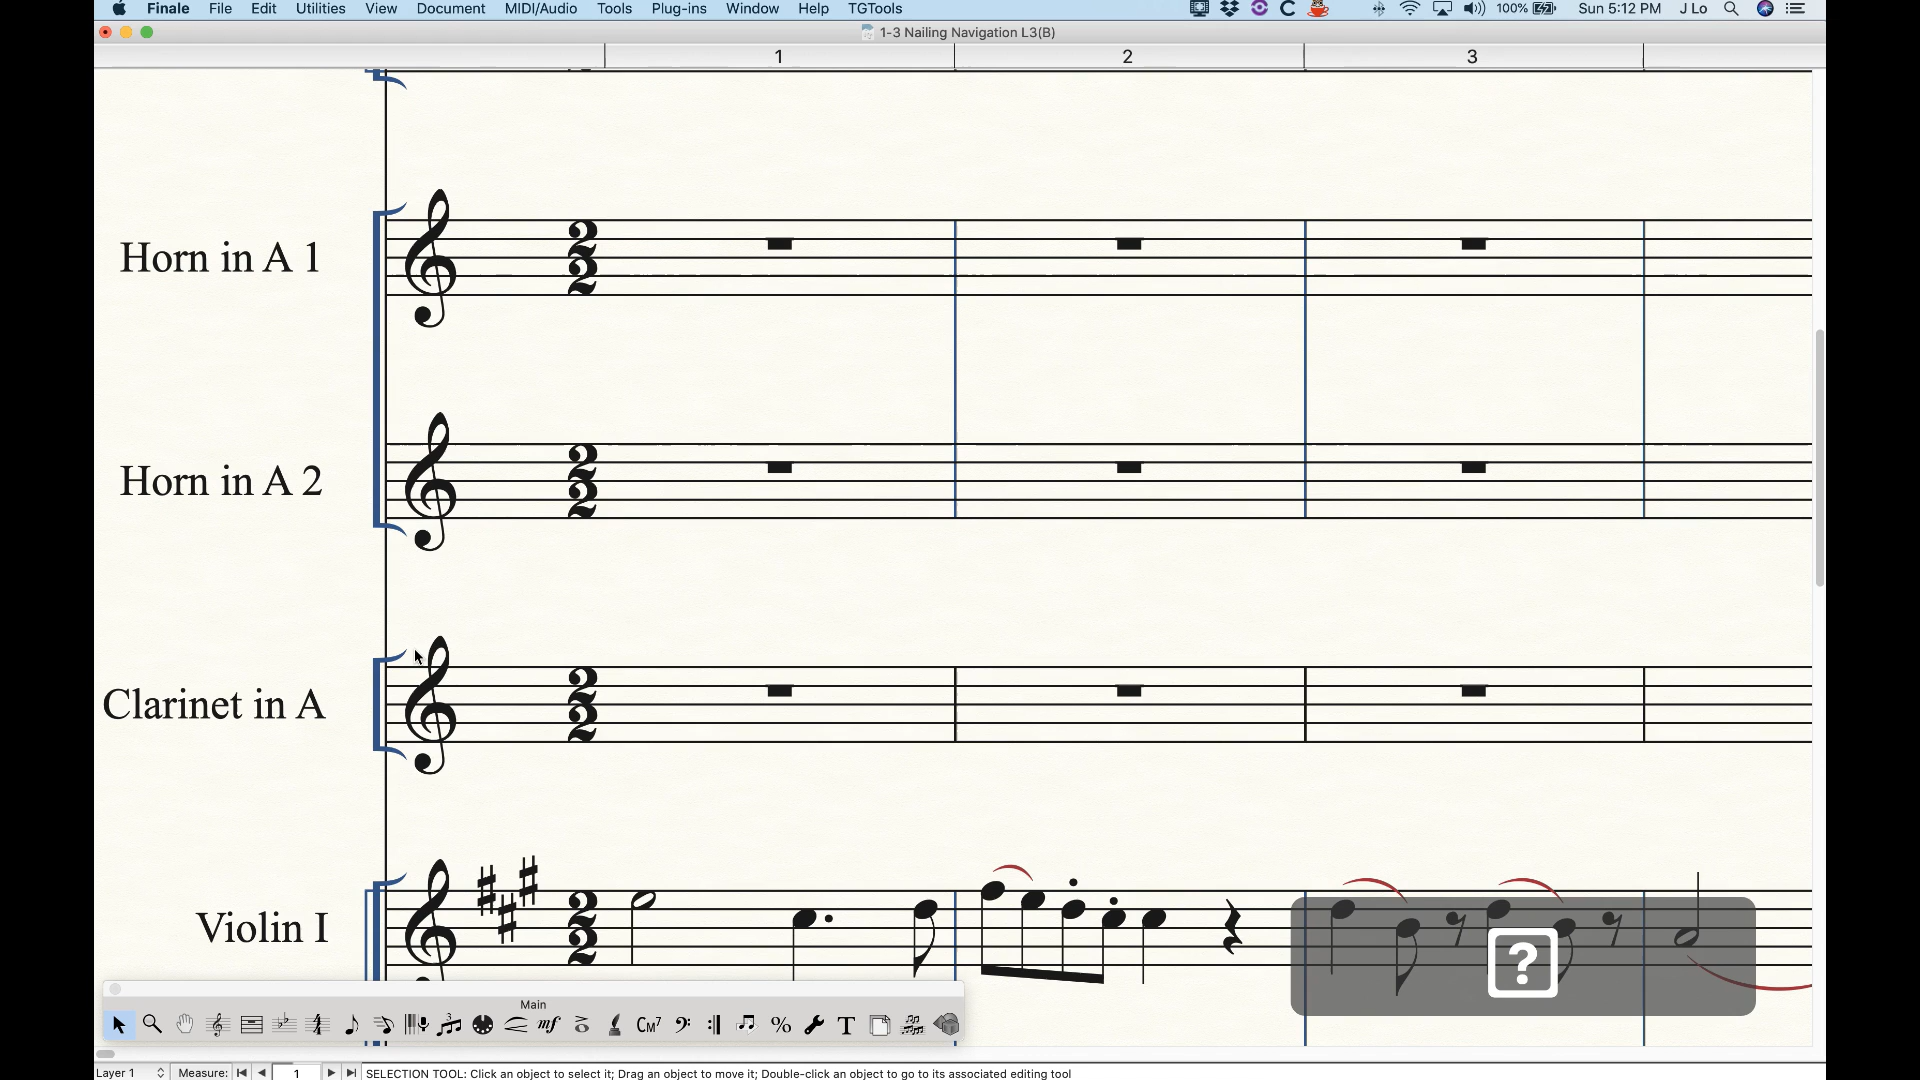 Finale File Edit Utilities View Document MIDI/Audio Tools Plug-ins Window Help TGTools 100% Sun 5:12 PM J Lo
1-3 Nailing Navigation L3(B)
1 2 3
Horn in A 1
Horn in A 2
Clarinet in A
Violin I
?
Main
mf CM7 % T
Layer 1 Measure: 1 SELECTION TOOL: Click an object to select it; Drag an object to move it; Double-click an object to go to its associated editing tool